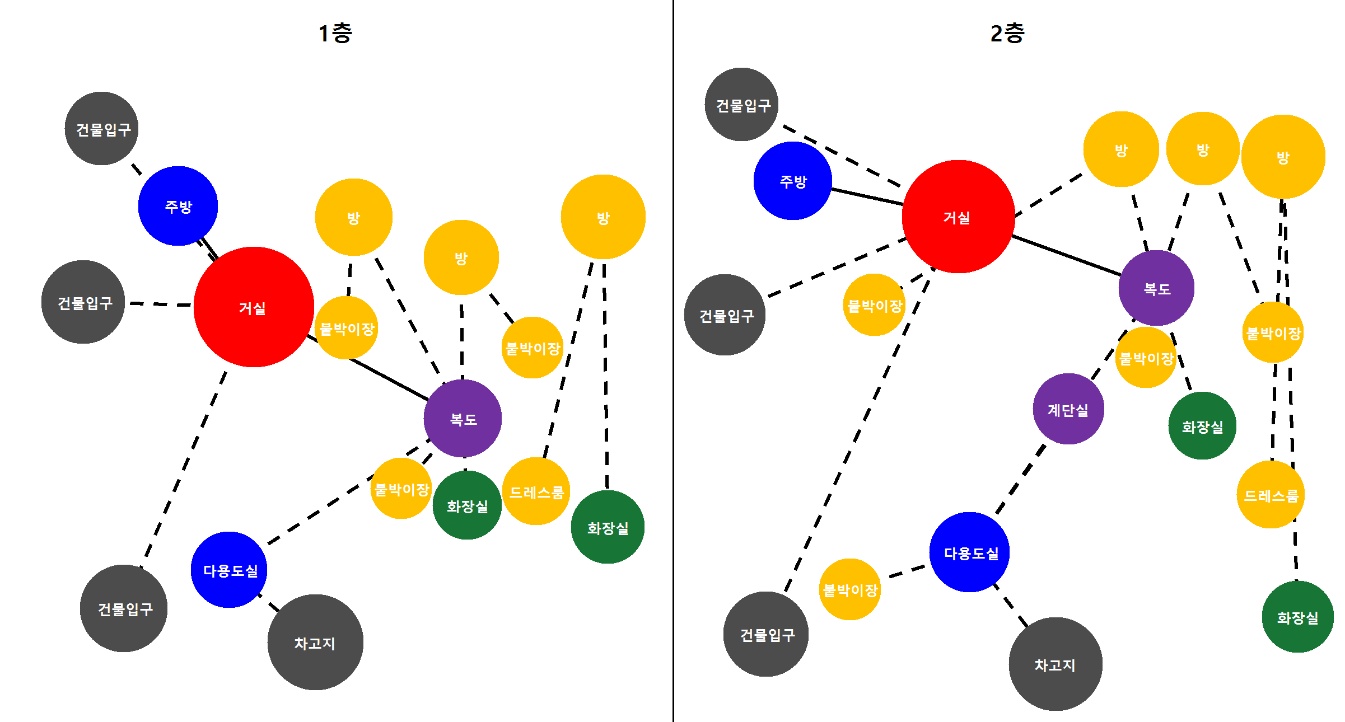 1층
건물입구
주방
방
방
방
건물입구
거실
붙박이장
붙박이장
복도
붙박이장
화장실
드레스룸
화장실
다용도실
건물입구
차고지
2층
건물입구
주방
방
방
방
거실
건물입구
붙박이장
복도
붙박이장
붙박이장
계단실
화장실
드레스룸
다용도실
붙박이장
건물입구
차고지
화장실